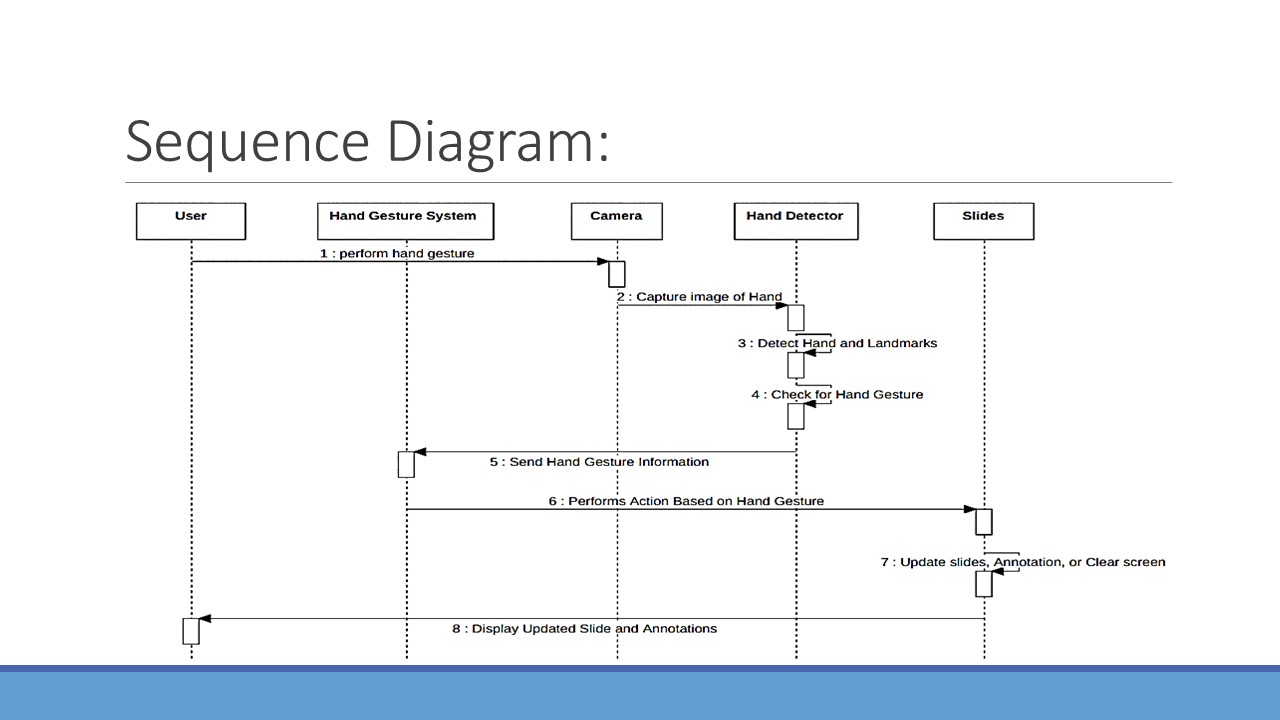 Sequence Diagram:
User
Hand Gesture System
Camera
Hand Detector
Slides
1 : perform hand gesture
2 : Capture image of Hand
3 : Detect Hand and Landmarks
4 : Check for Hand Gesture
5 : Send Hand Gesture Information
6 : Performs Action Based on Hand Gesture
7 : Update slides, Annotation, or Clear screen
8 : Display Updated Slide and Annotations